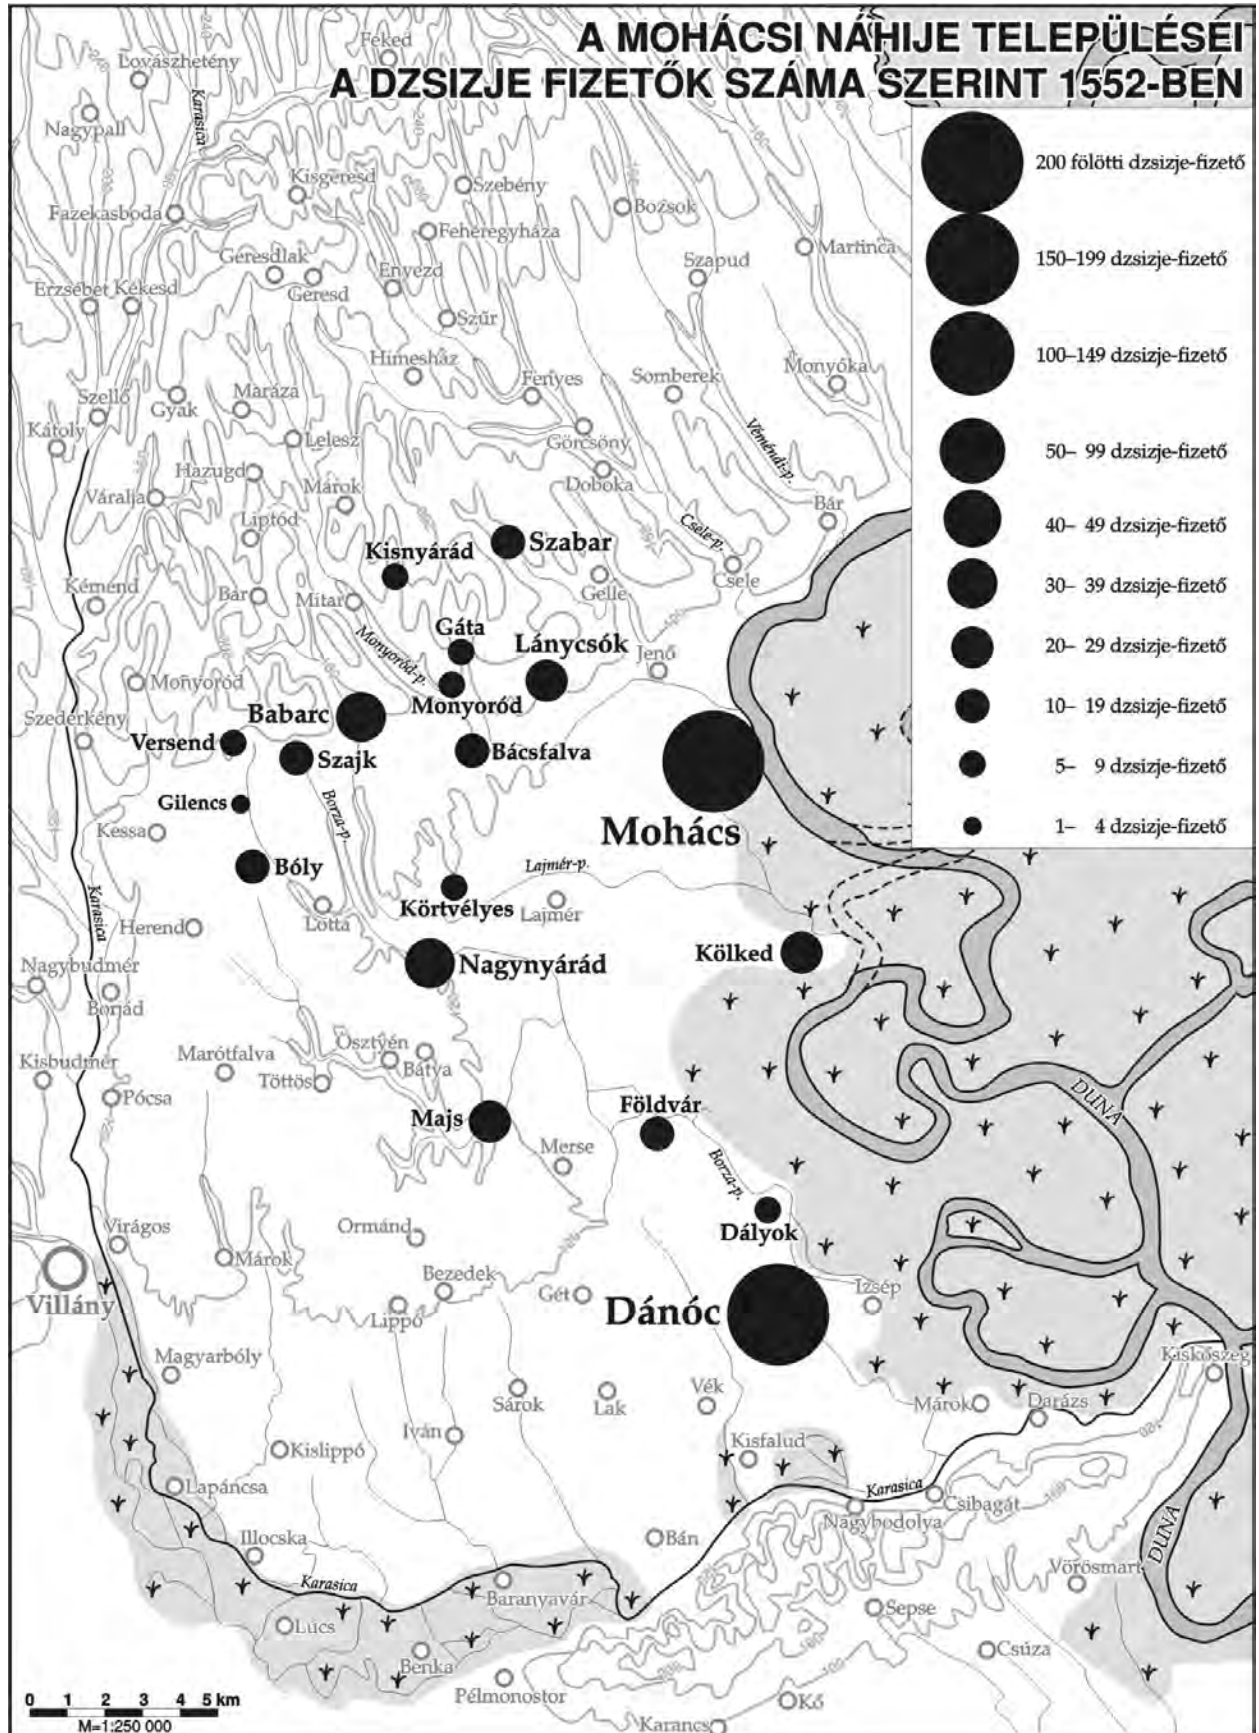 A MOHÁCSI NÁHIJE TELEPÜLÉSEI
A DZSIZJE FIZETŐK SZÁMA SZERINT 1552-BEN
200 fölötti dzsizje-fizető
150–199 dzsizje-fizető
100–149 dzsizje-fizető
50– 99 dzsizje-fizető
40– 49 dzsizje-fizető
30– 39 dzsizje-fizető
20– 29 dzsizje-fizető
10– 19 dzsizje-fizető
5– 9 dzsizje-fizető
1– 4 dzsizje-fizető
Féked
Lovászhetény
Karasica
Nagypall
Kisgeresd
Szebény
Fazekasboda
Bozsok
Fehéregyháza
Martinca
Geresdlak
Enyezd
Szapud
Erzsébet
Kékesd
Geresd
Szűr
Himesház
Monyóka
Szellő
Gyak
Maráza
Fenyes
Somberek
Kátoly
Lelesz
Görcsöny
Véméndi-p.
Hazugd
Doboka
Váralja
Márok
Bár
Liptód
Csele-p.
Szabar
Kisnyárád
Csele
Kéménd
Bár
Mitar
Gelle
Gáta
Lánycsók
Jenő
Monyoród-p.
Monyoród
Monyoród
Babarc
Szederkény
Versend
Szajk
Bácsfalva
Gilencs
Borza-p.
Mohács
Kessa
Bóly
Lajmér-p.
Karasica
Körtvélyes
Lajmér
Herend
Lotta
Kölked
Nagynyárád
Nagybudmér
Borjád
Kisbudmér
Marótfalva
Osztyén
Töttös
Bátya
DUNA
Pócsa
Majs
Földvár
Merse
Borza-p.
Dályok
Virágos
Ormánd
Márok
Villány
Bezedek
Gét
Dánóc
Izsép
Lippó
Kiskőszeg
Magyarbóly
Sárok
Lak
Vék
Márok
Darázs
Iván
Kislippó
Kisfalud
Lapáncsa
Karasica
Csibagát
Nagybodolya
Bán
Illocska
DUNA
Vörösmart
Karasica
Baranyavár
Sepse
Lúcs
Csúza
Benka
Pélmonostor
Kő
Karancs
0 1 2 3 4 5 km
M=1:250 000